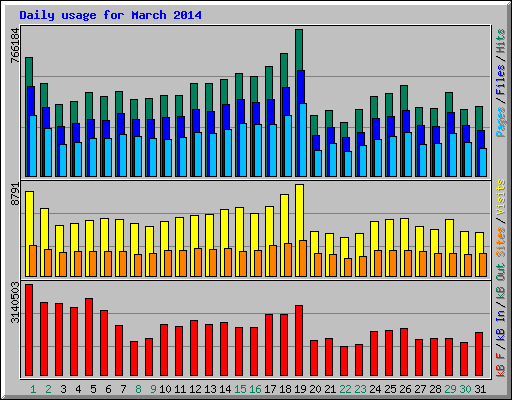 Daily usage for March 2014
766184
Pages / Files / Hits
8791
Sites / Visits
3140503
kB F / kB In / kB Out
1 2 3 4 5 6 7 8 9 10 11 12 13 14 15 16 17 18 19 20 21 22 23 24 25 26 27 28 29 30 31